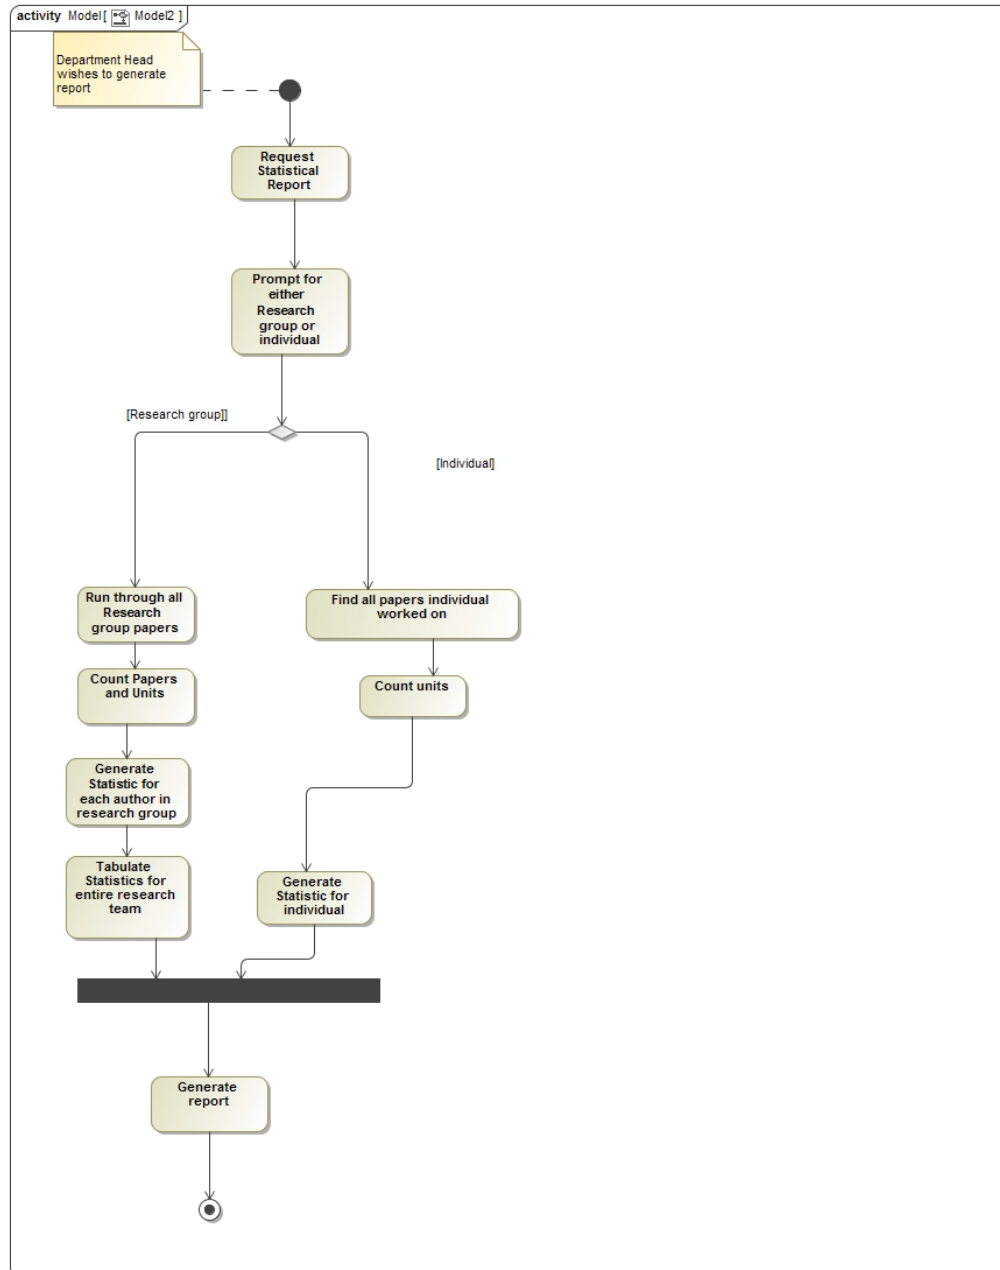 activity Model[ Model2 ]
Department Head
wishes to generate
report
Request
Statistical
Report
Prompt for
either
Research
group or
individual
[Research group]]
[Individual]
Run through all
Research
group papers
Find all papers individual
worked on
Count Papers
and Units
Count units
Generate
Statistic for
each author in
research group
Tabulate
Statistics for
entire research
team
Generate
Statistic for
individual
Generate
report